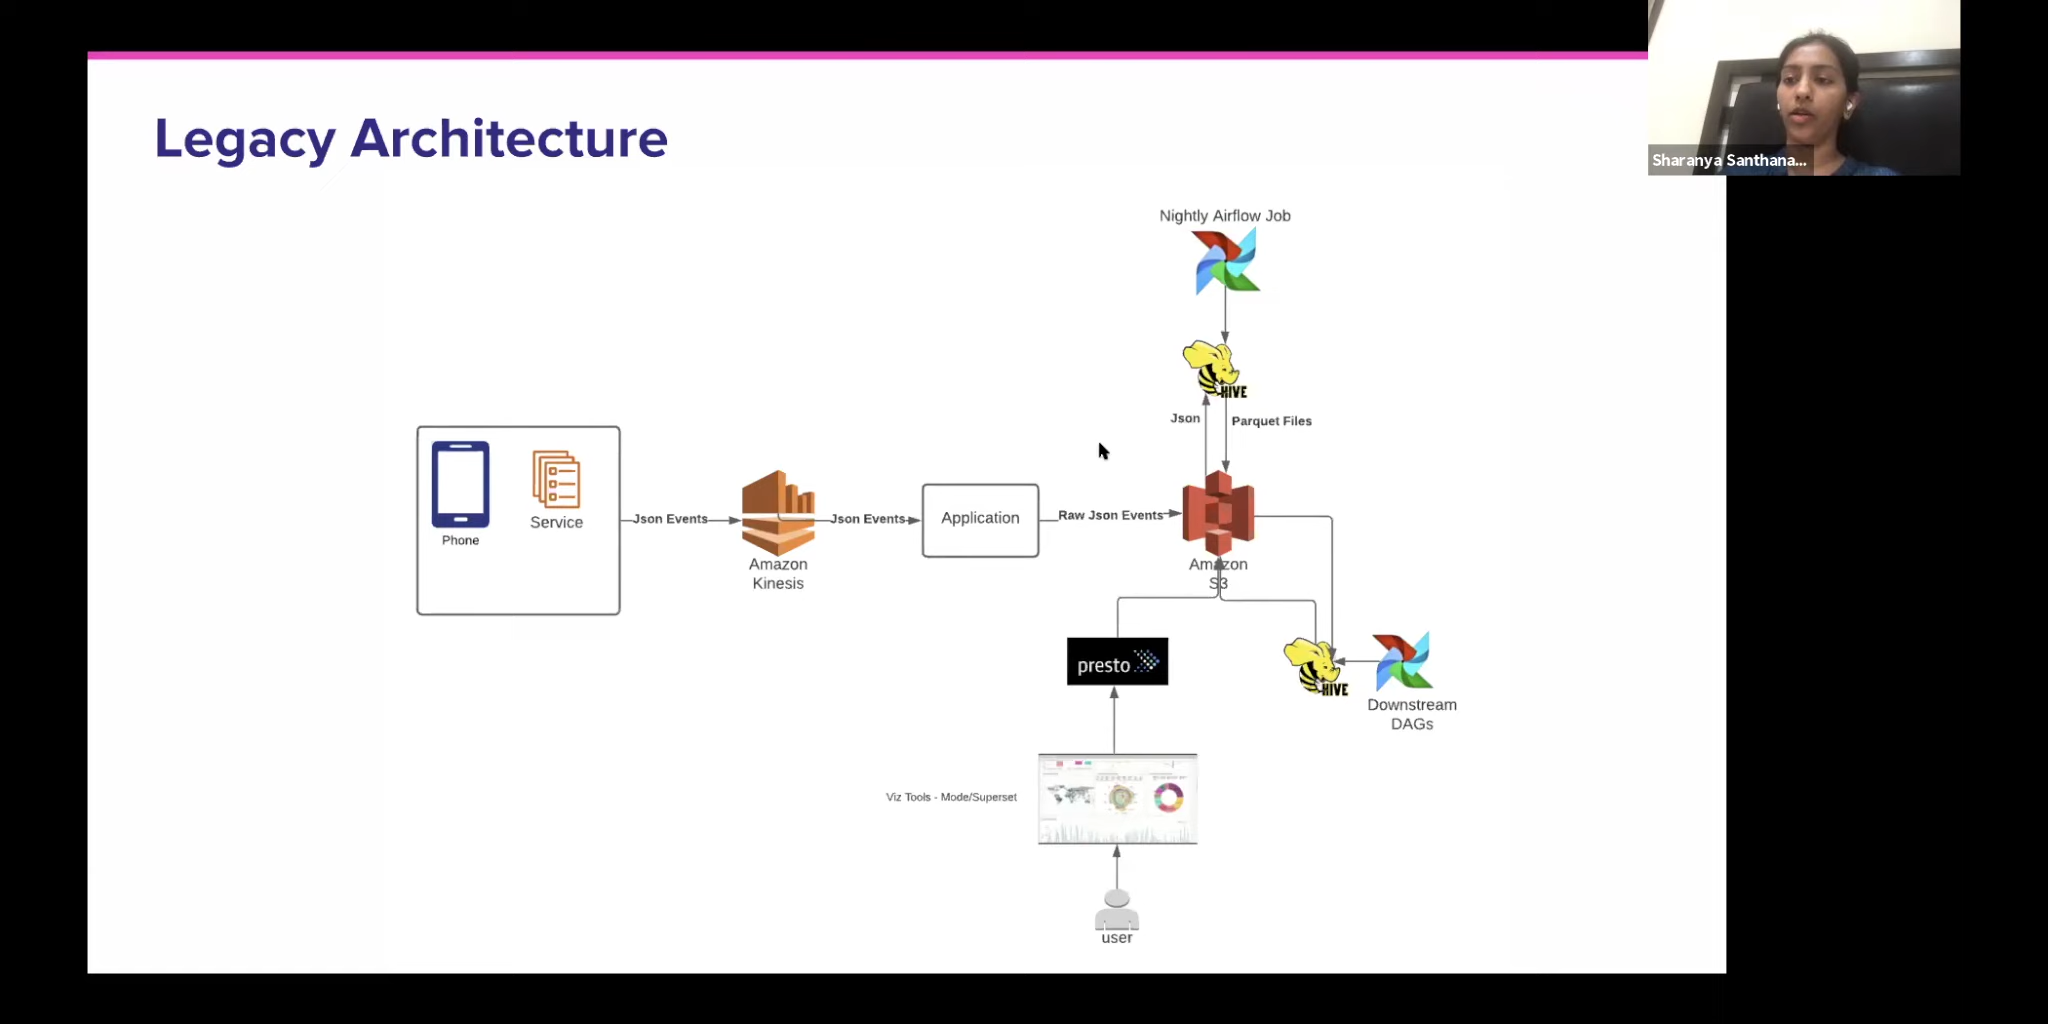 Legacy Architecture
Sharanya Santhana...
Nightly Airflow Job
HIVE
Json
Parquet Files
Phone
Service
Json Events
Amazon
Kinesis
Json Events
Application
Raw Json Events
Amazon
S3
presto
HIVE
Downstream
DAGs
Viz Tools - Mode/Superset
user